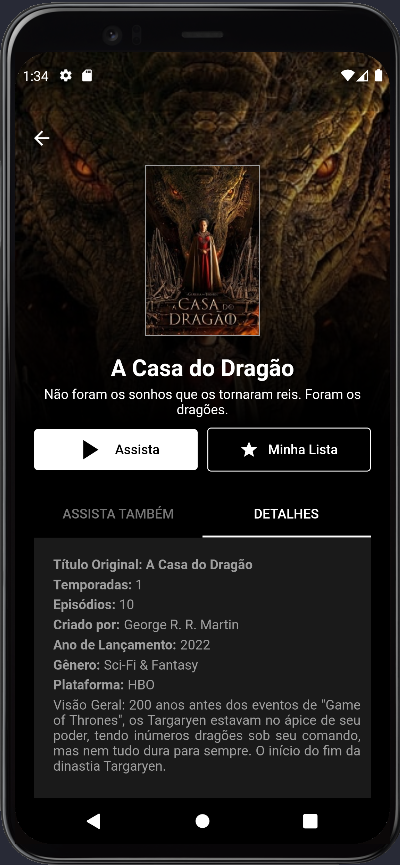 1:34
A CASA DO
DRAGÃO
A Casa do Dragão
Não foram os sonhos que os tornaram reis. Foram os
dragões.
Assista
Minha Lista
ASSISTA TAMBÉM
DETALHES
Título Original: A Casa do Dragão
Temporadas: 1
Episódios: 10
Criado por: George R. R. Martin
Ano de Lançamento: 2022
Gênero: Sci-Fi & Fantasy
Plataforma: HBO
Visão Geral: 200 anos antes dos eventos de "Game
of Thrones", os Targaryen estavam no ápice de seu
poder, tendo inúmeros dragões sob seu comando,
mas nem tudo dura para sempre. O início do fim da
dinastia Targaryen.